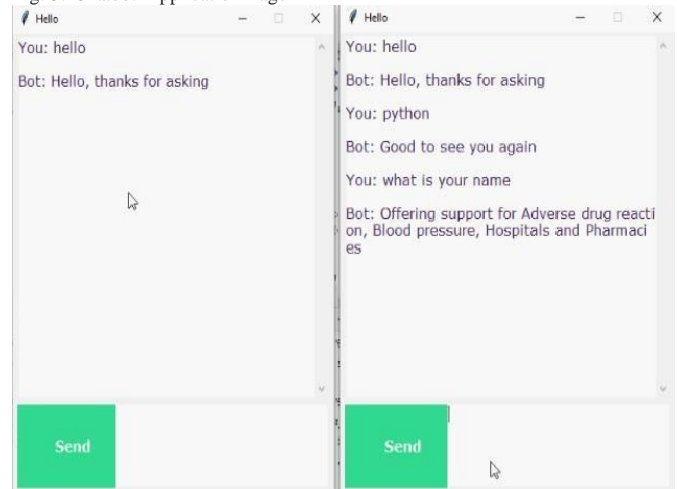 Hello
You: hello
Bot: Hello, thanks for asking
Send
Hello
You: hello
Bot: Hello, thanks for asking
You: python
Bot: Good to see you again
You: what is your name
Bot: Offering support for Adverse drug reacti
on, Blood pressure, Hospitals and Pharmaci
es
Send